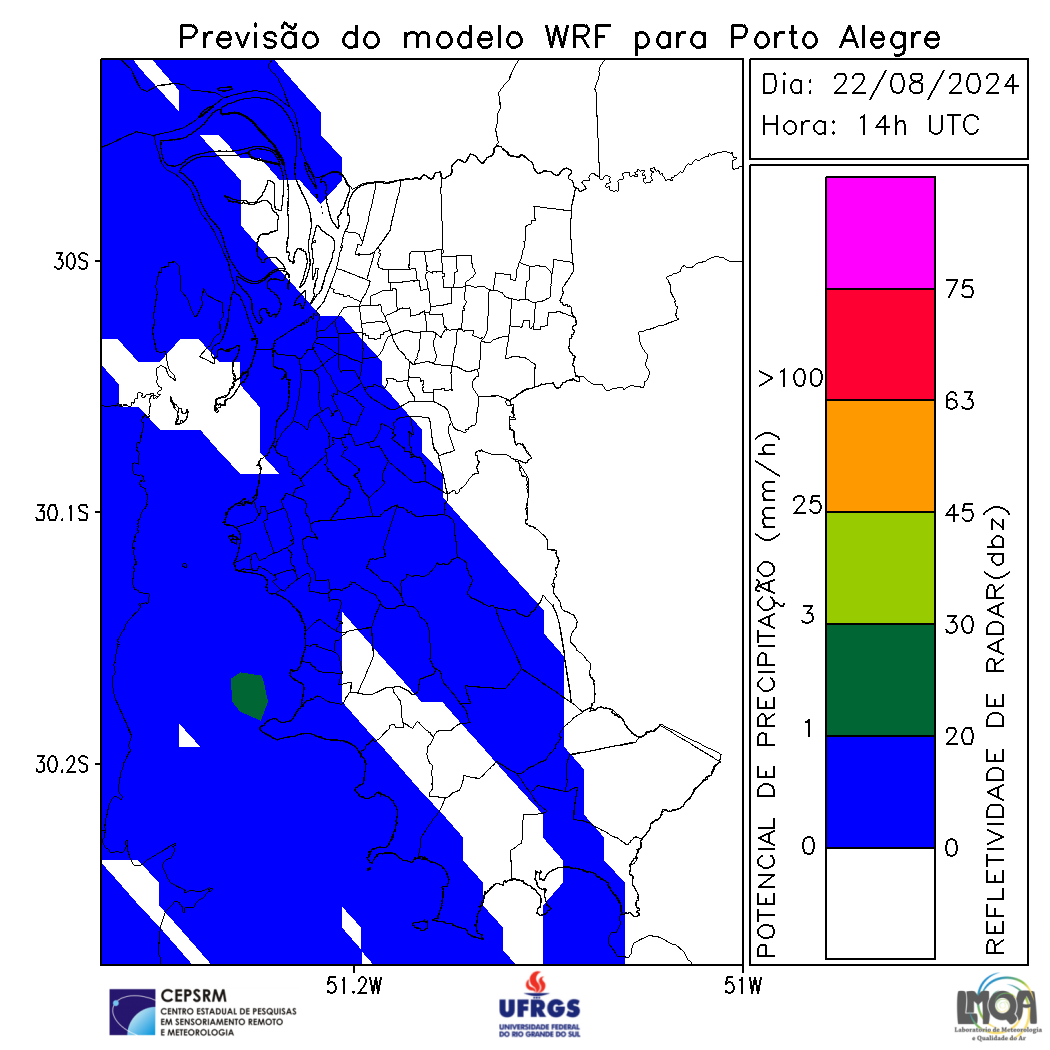 Previsão do modelo WRF para Porto Alegre
Dia: 22/08/2024
Hora: 14h UTC
30S
30.1S
30.2S
51.2W
51W
POTENCIAL DE PRECIPITAÇÃO (mm/h)
>100
25
3
1
0
75
63
45
30
20
0
REFLETIVIDADE DE RADAR(dbz)
CEPSRM
CENTRO ESTADUAL DE PESQUISAS
EM SENSORIAMENTO REMOTO
E METEOROLOGIA
UFRGS
UNIVERSIDADE FEDERAL
DO RIO GRANDE DO SUL
LMQA
Laboratório de Meteorologia
e Qualidade do Ar